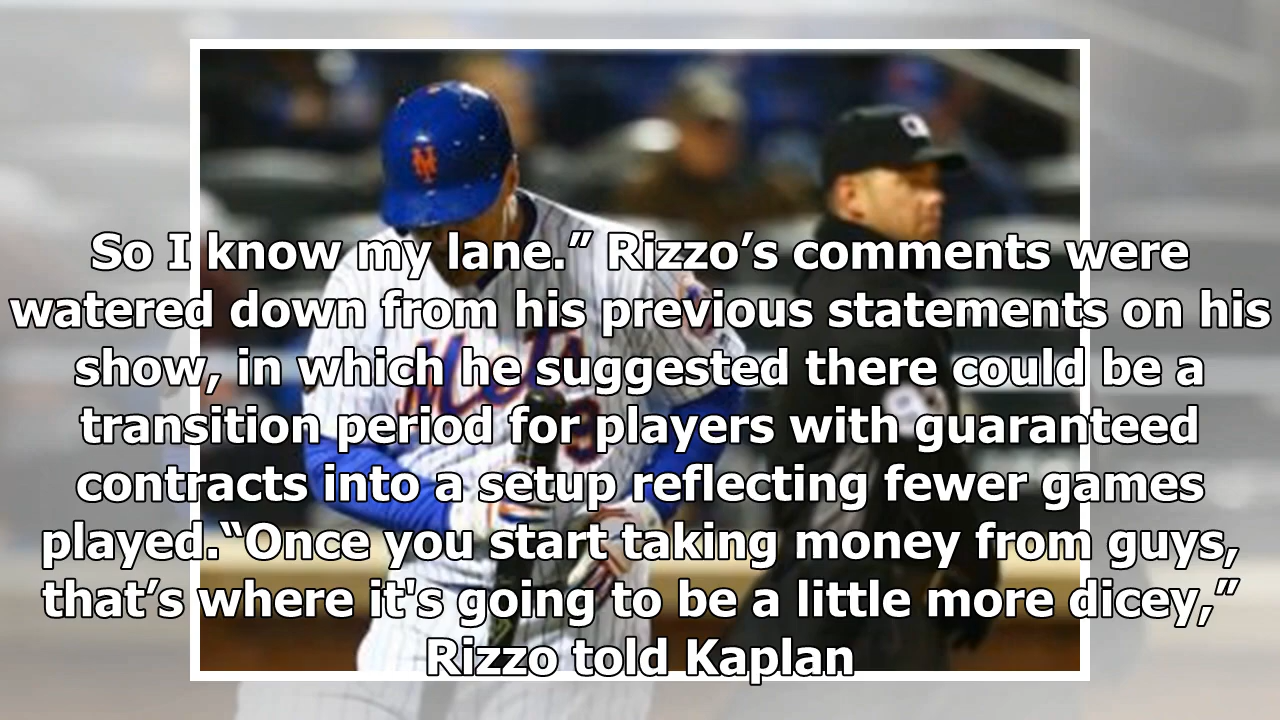 So I know my lane.” Rizzo’s comments were
watered down from his previous statements on his
show, in which he suggested there could be a
transition period for players with guaranteed
contracts into a setup reflecting fewer games
played.“Once you start taking money from guys,
that’s where it's going to be a little more dicey,”
Rizzo told Kaplan
Mets
9